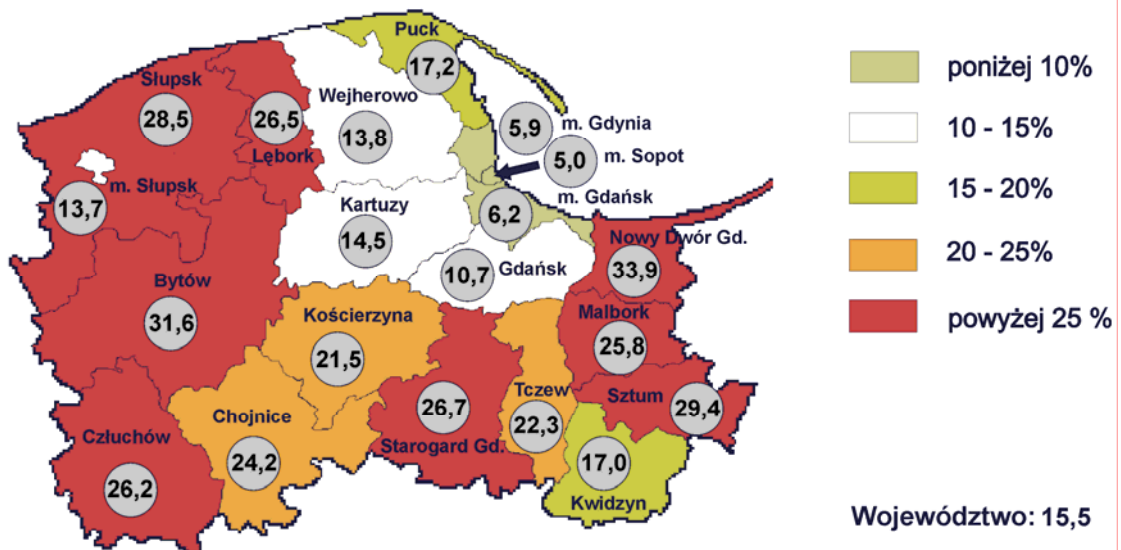 Puck
17,2
Słupsk
28,5
26,5
Lębork
Wejherowo
13,8
5,9
m. Gdynia
5,0
m. Sopot
m. Słupsk
13,7
Kartuzy
14,5
m. Gdańsk
6,2
10,7
Gdańsk
Nowy Dwór Gd.
33,9
Bytów
31,6
Kościerzyna
21,5
Malbork
25,8
Człuchów
26,2
Chojnice
24,2
26,7
Starogard Gd.
Tczew
22,3
Sztum
29,4
17,0
Kwidzyn
poniżej 10%
10 - 15%
15 - 20%
20 - 25%
powyżej 25 %
Województwo: 15,5